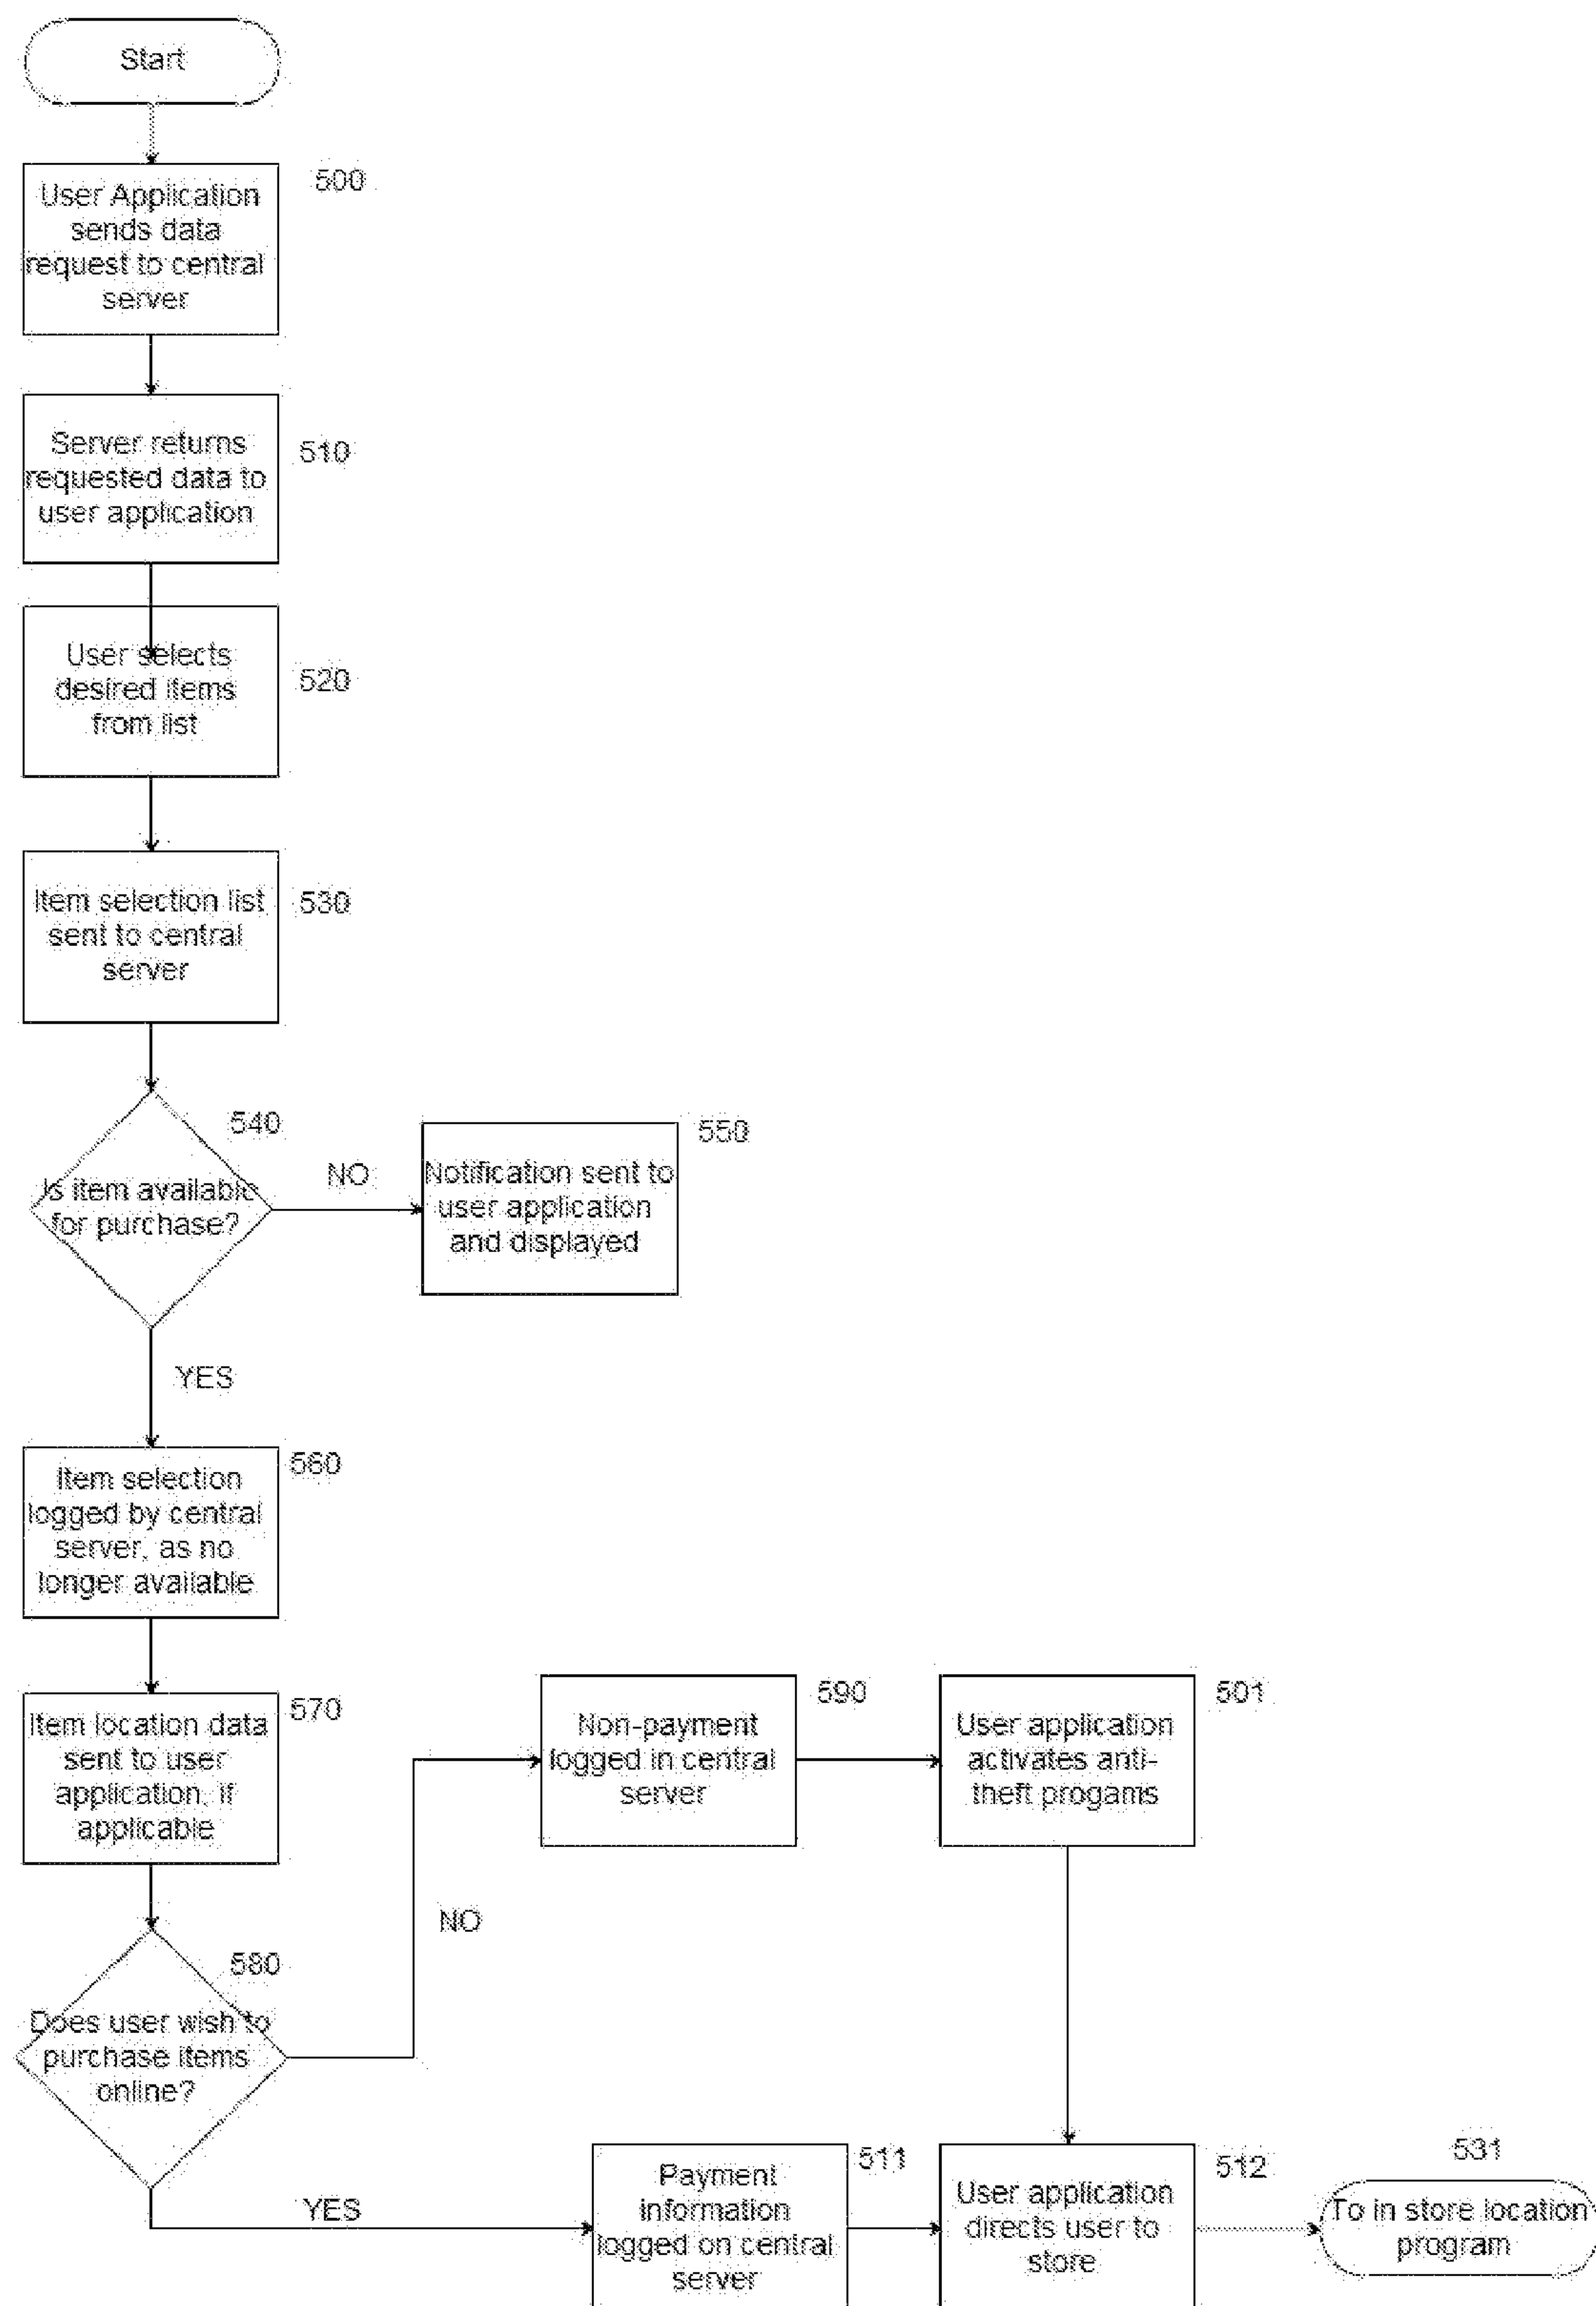 Start
500
User Application
sends data
request to central
server
510
Server returns
requested data to
user application
520
User selects
desired items
from list
530
Item selection list
sent to central
server
540
Is item available
for purchase?
NO
550
Notification sent to
user application
and displayed
YES
560
Item selection
logged by central
server, as no
longer available
570
Item location data
sent to user
application, if
applicable
590
Non-payment
logged in central
server
501
User application
activates anti-
theft progams
NO
580
Does user wish to
purchase items
online?
YES
511
Payment
information
logged on central
server
512
User application
directs user to
store
531
To in store location
program